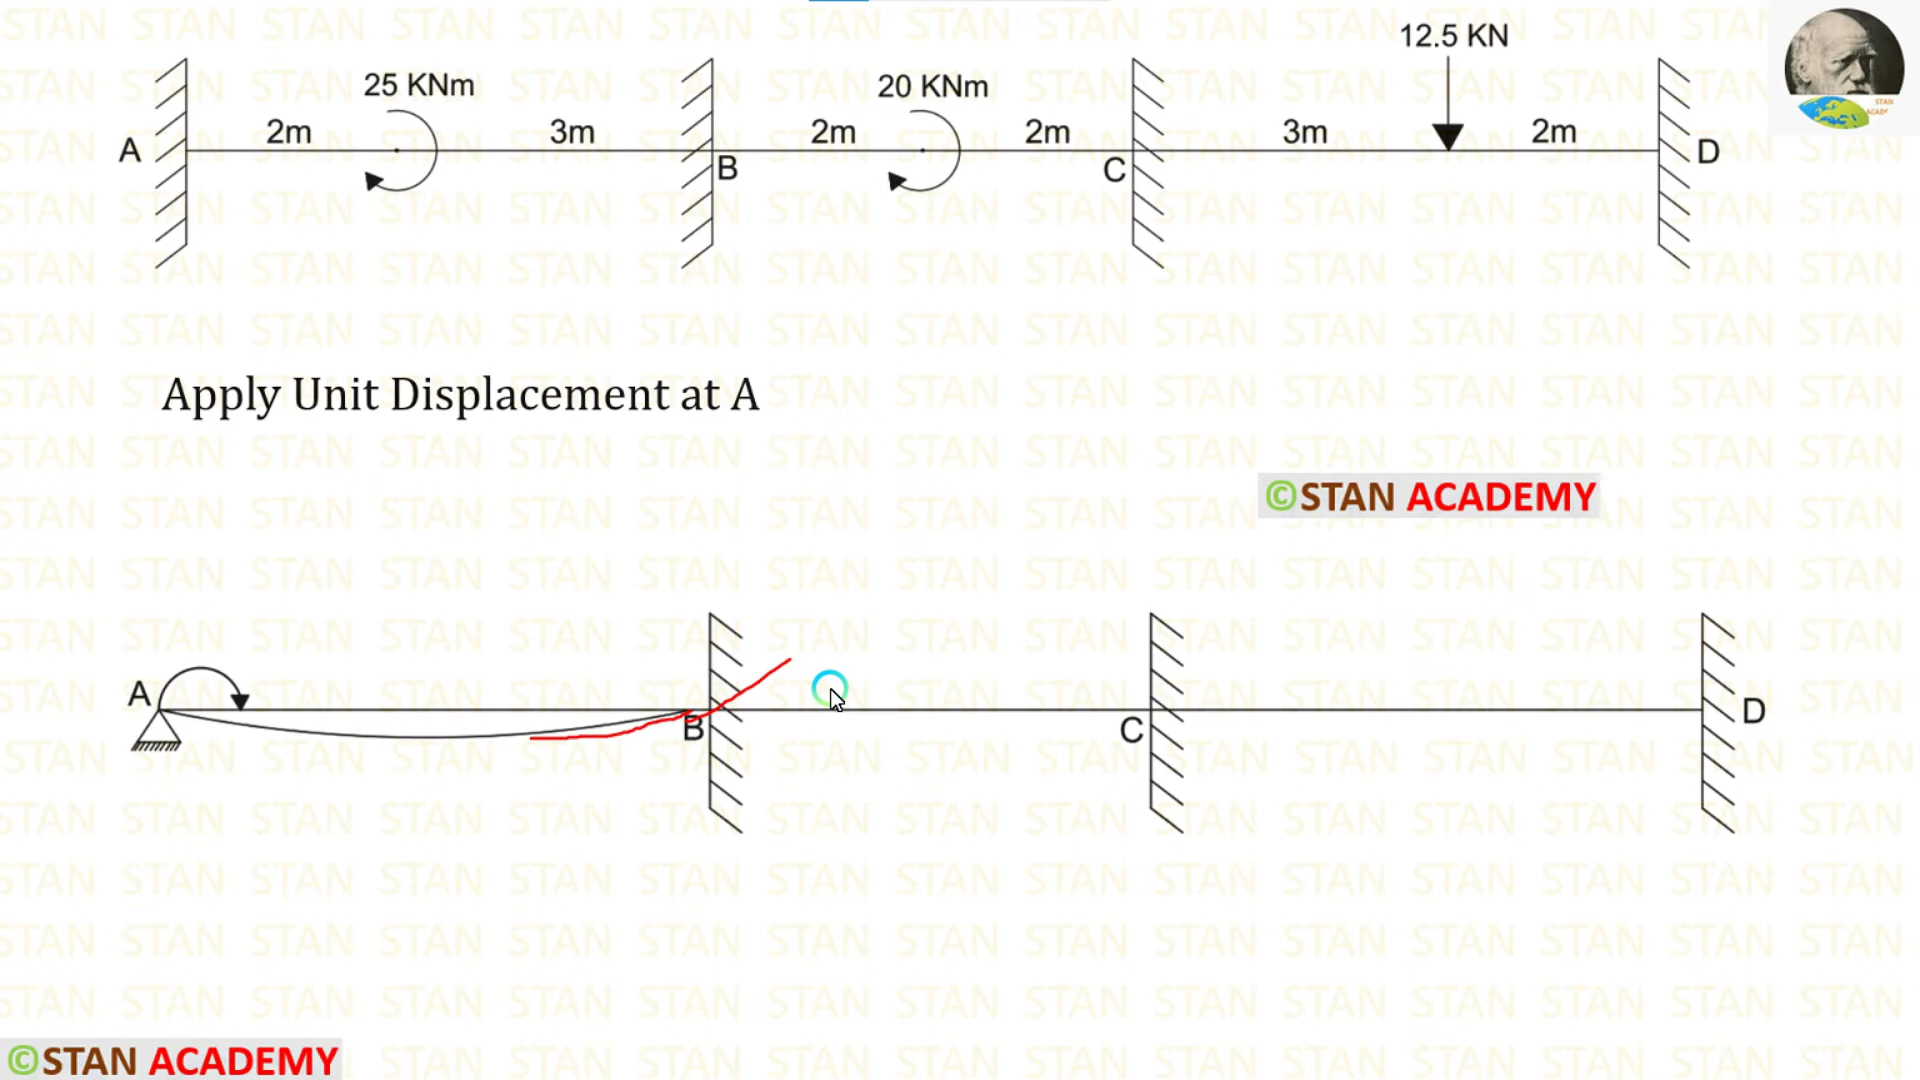 12.5 KN
25 KNm
20 KNm
2m 3m 2m 2m 3m 2m
A B C D
Apply Unit Displacement at A
©STAN ACADEMY
A B C D
©STAN ACADEMY